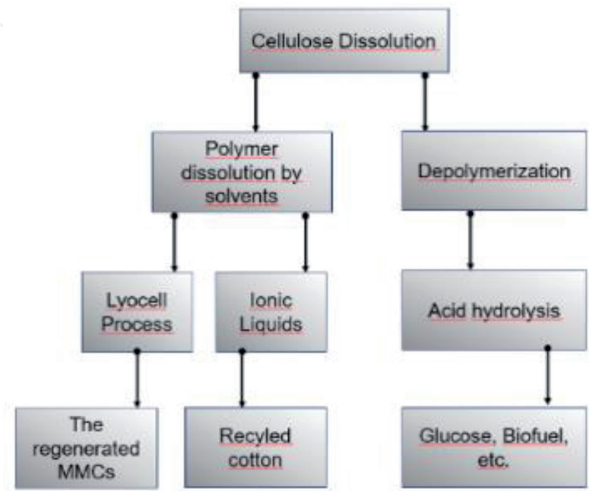 Cellulose Dissolution
Polymer
dissolution by
solvents
Depolymerization
Lyocell
Process
Ionic
Liquids
Acid hydrolysis
The
regenerated
MMCs
Recyled
cotton
Glucose, Biofuel,
etc.